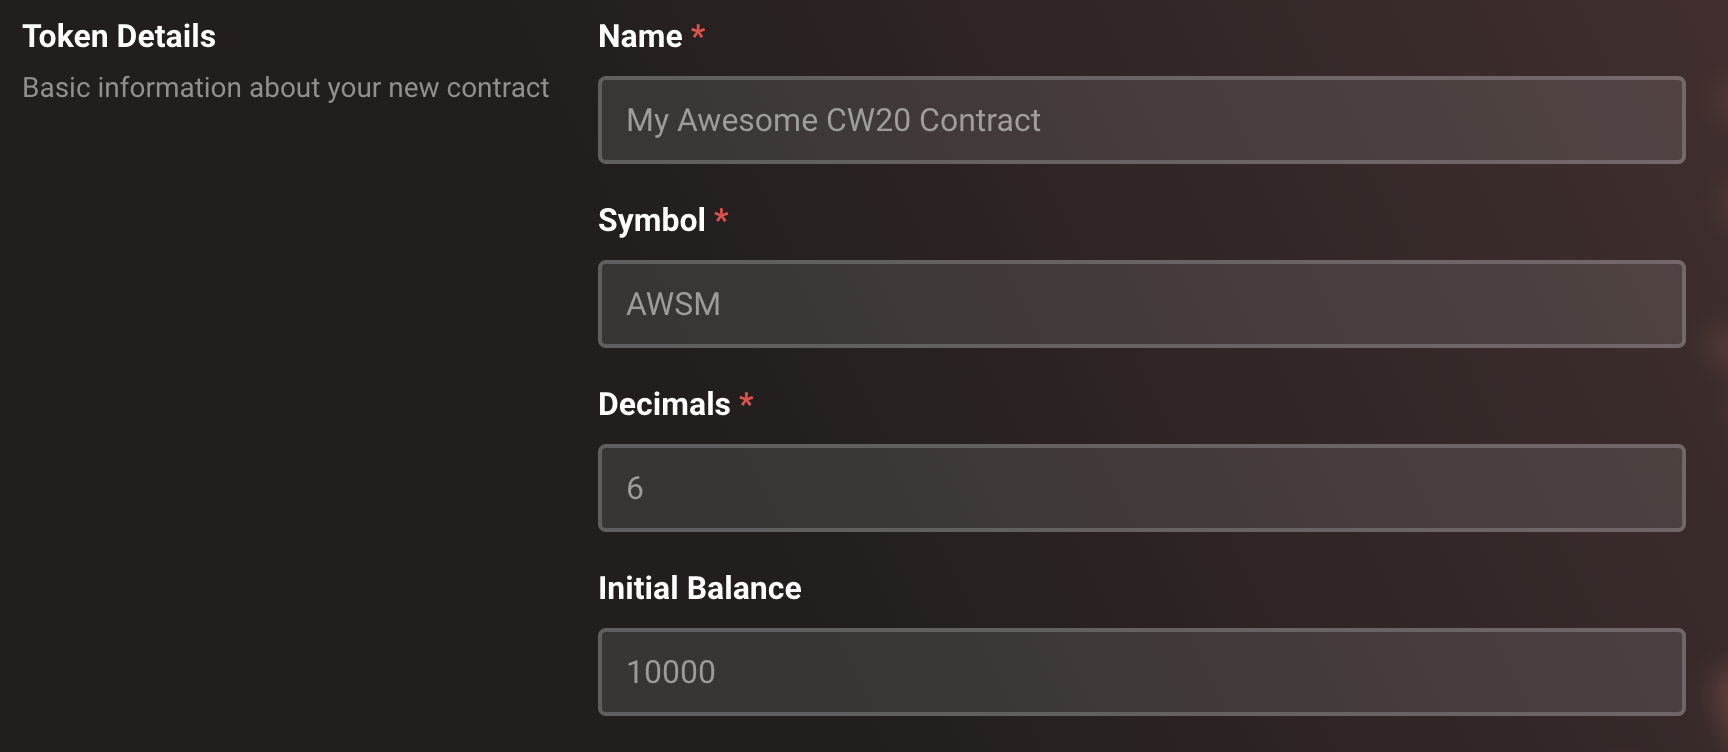 Token Details
Basic information about your new contract
Name *
My Awesome CW20 Contract
Symbol *
AWSM
Decimals *
6
Initial Balance
10000